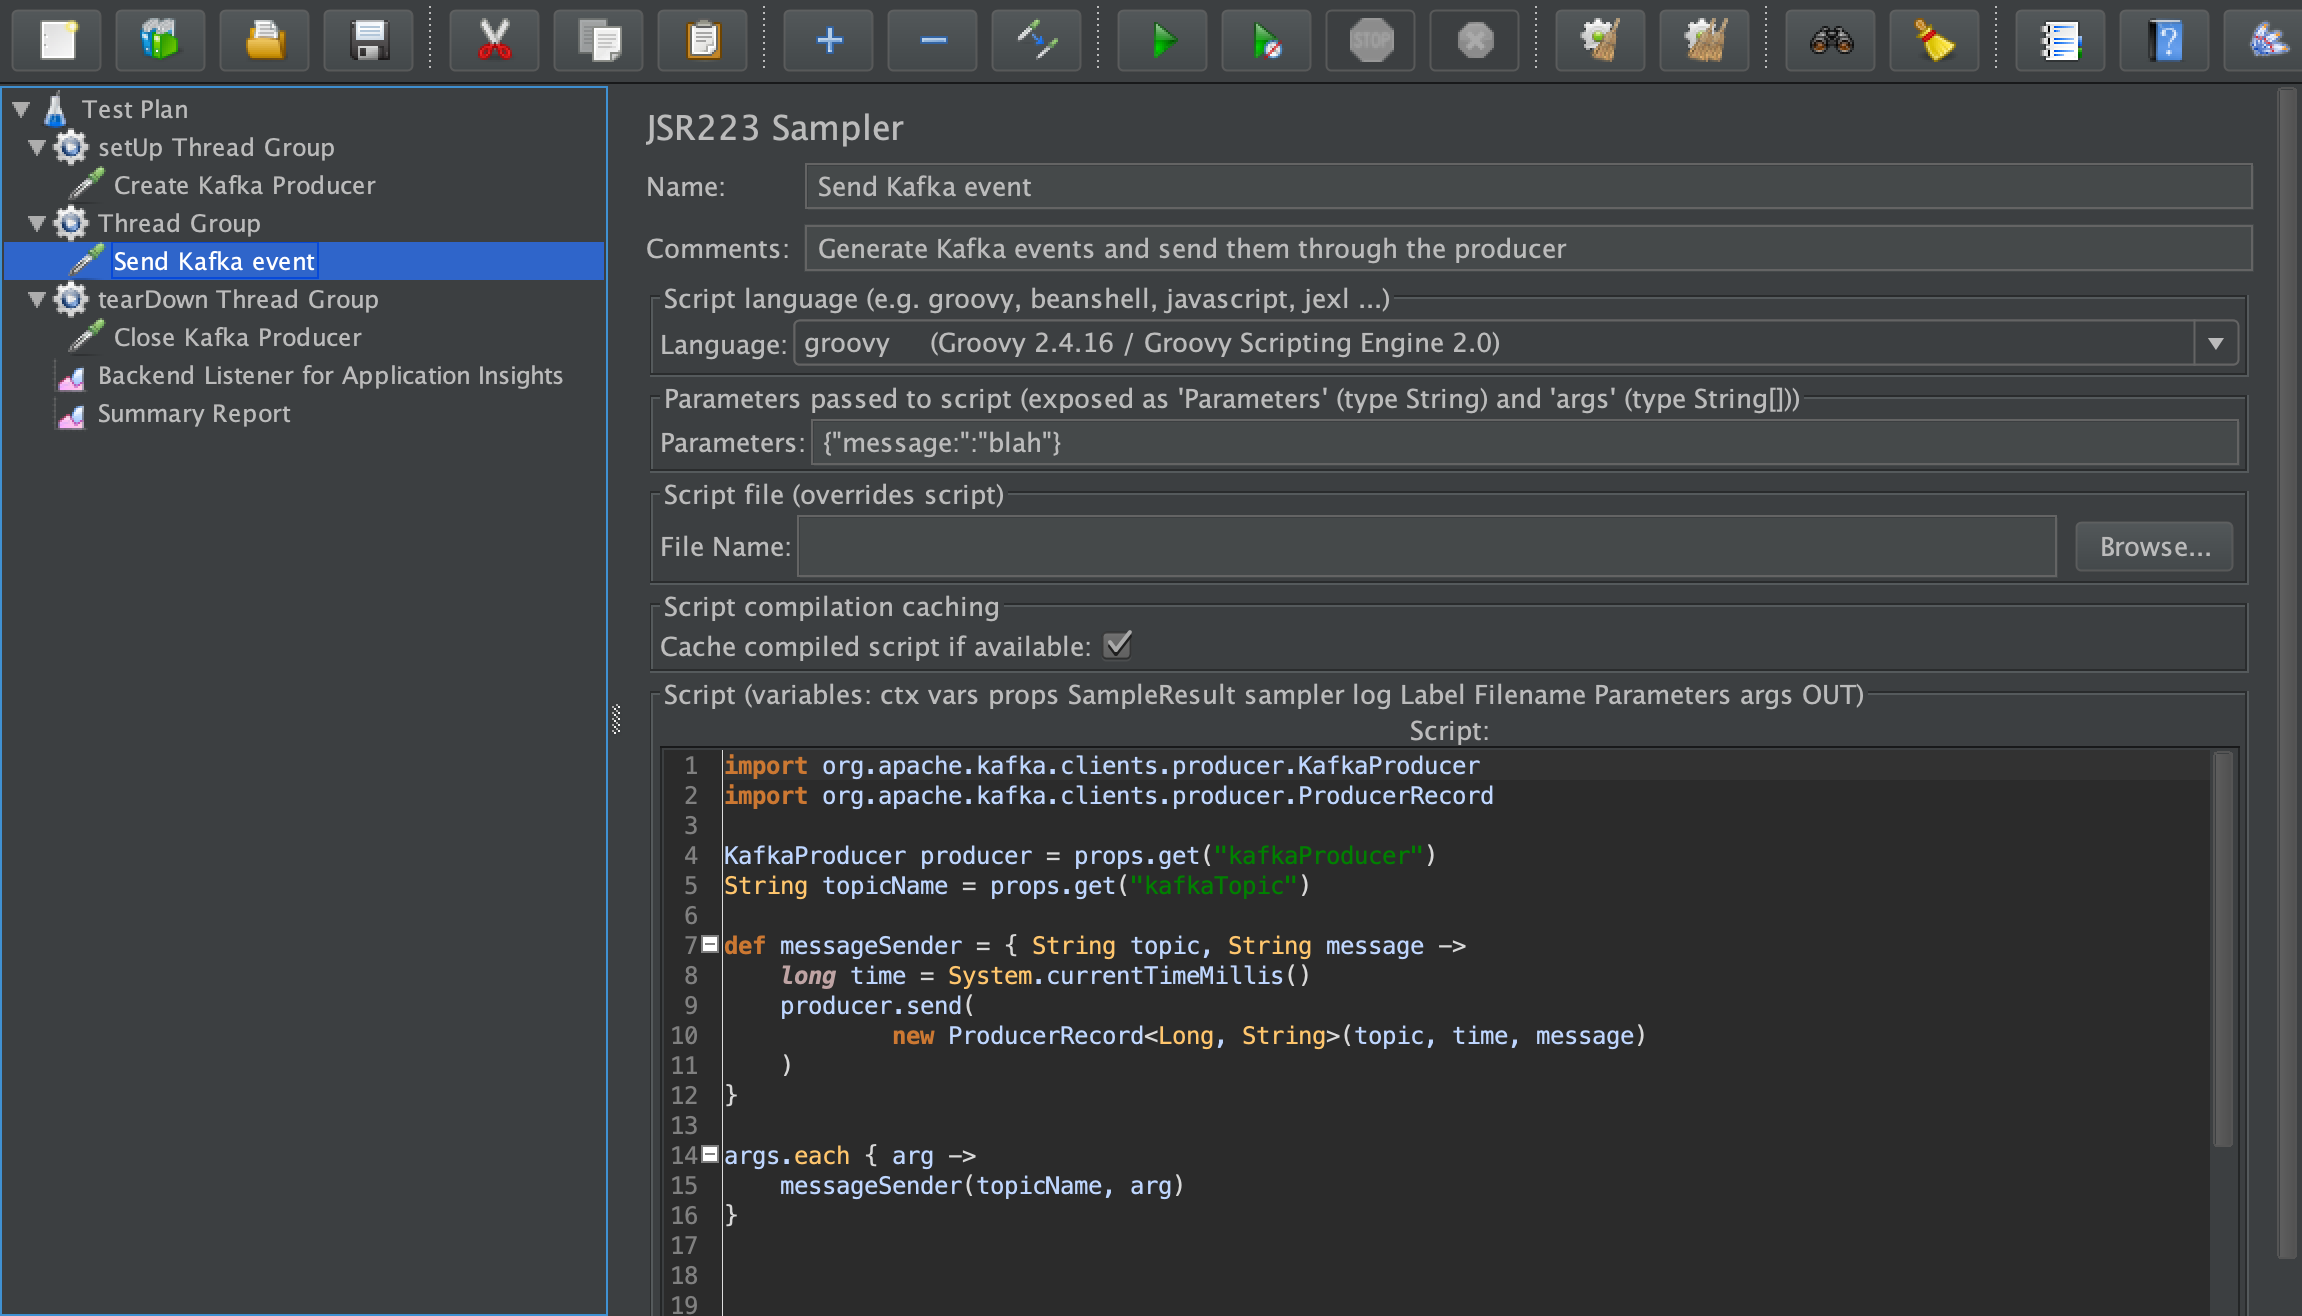 STOP
Test Plan
setUp Thread Group
Create Kafka Producer
Thread Group
Send Kafka event
tearDown Thread Group
Close Kafka Producer
Backend Listener for Application Insights
Summary Report
JSR223 Sampler
Name: Send Kafka event
Comments: Generate Kafka events and send them through the producer
Script language (e.g. groovy, beanshell, javascript, jexl ...)
Language: groovy (Groovy 2.4.16 / Groovy Scripting Engine 2.0)
Parameters passed to script (exposed as 'Parameters' (type String) and 'args' (type String[]))
Parameters: {"message:":"blah"}
Script file (overrides script)
File Name: Browse...
Script compilation caching
Cache compiled script if available:
Script (variables: ctx vars props SampleResult sampler log Label Filename Parameters args OUT)
Script:
1 import org.apache.kafka.clients.producer.KafkaProducer
2 import org.apache.kafka.clients.producer.ProducerRecord
3
4 KafkaProducer producer = props.get("kafkaProducer")
5 String topicName = props.get("kafkaTopic")
6
7 def messageSender = { String topic, String message ->
8 long time = System.currentTimeMillis()
9 producer.send(
10 new ProducerRecord<Long, String>(topic, time, message)
11 )
12 }
13
14 args.each { arg ->
15 messageSender(topicName, arg)
16 }
17
18
19